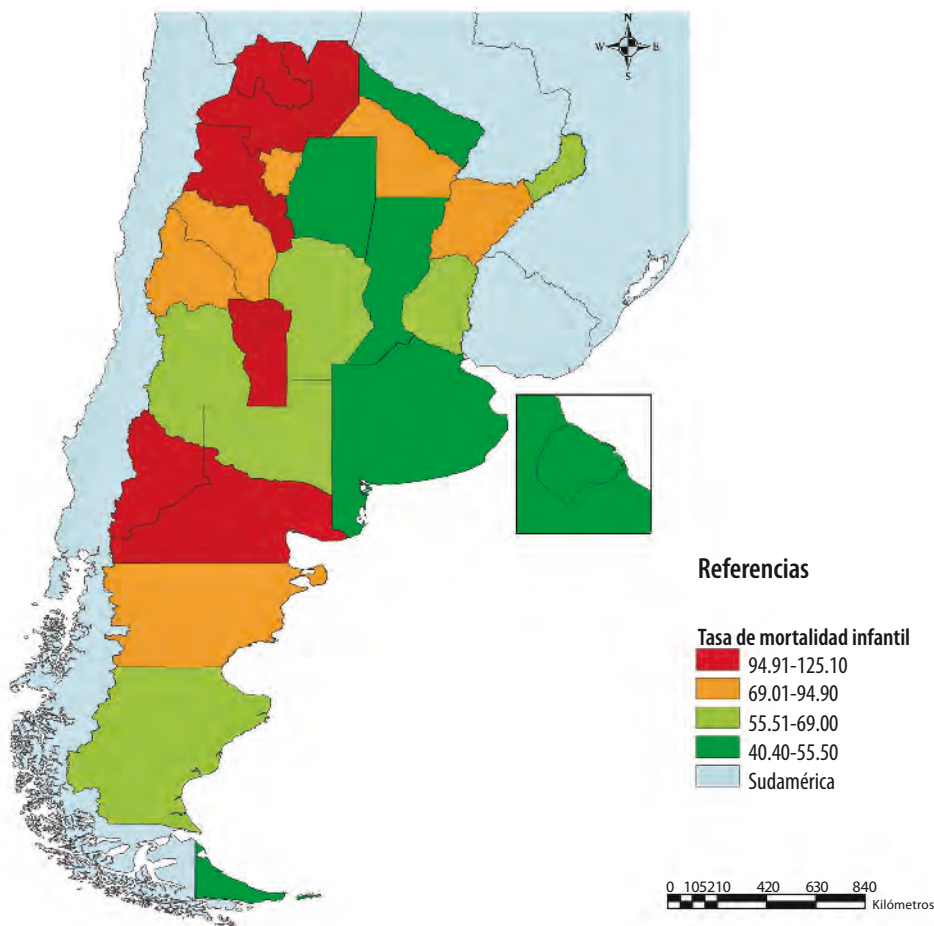 N
W E
S
Referencias
Tasa de mortalidad infantil
94.91-125.10
69.01-94.90
55.51-69.00
40.40-55.50
Sudamérica
0 105210 420 630 840
Kilómetros